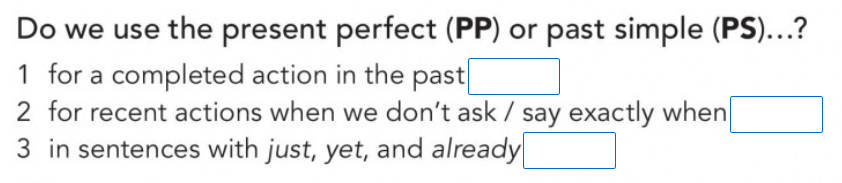 Do we use the present perfect (PP) or past simple (PS)...?
1 for a completed action in the past
2 for recent actions when we don't ask / say exactly when
3 in sentences with just, yet, and already